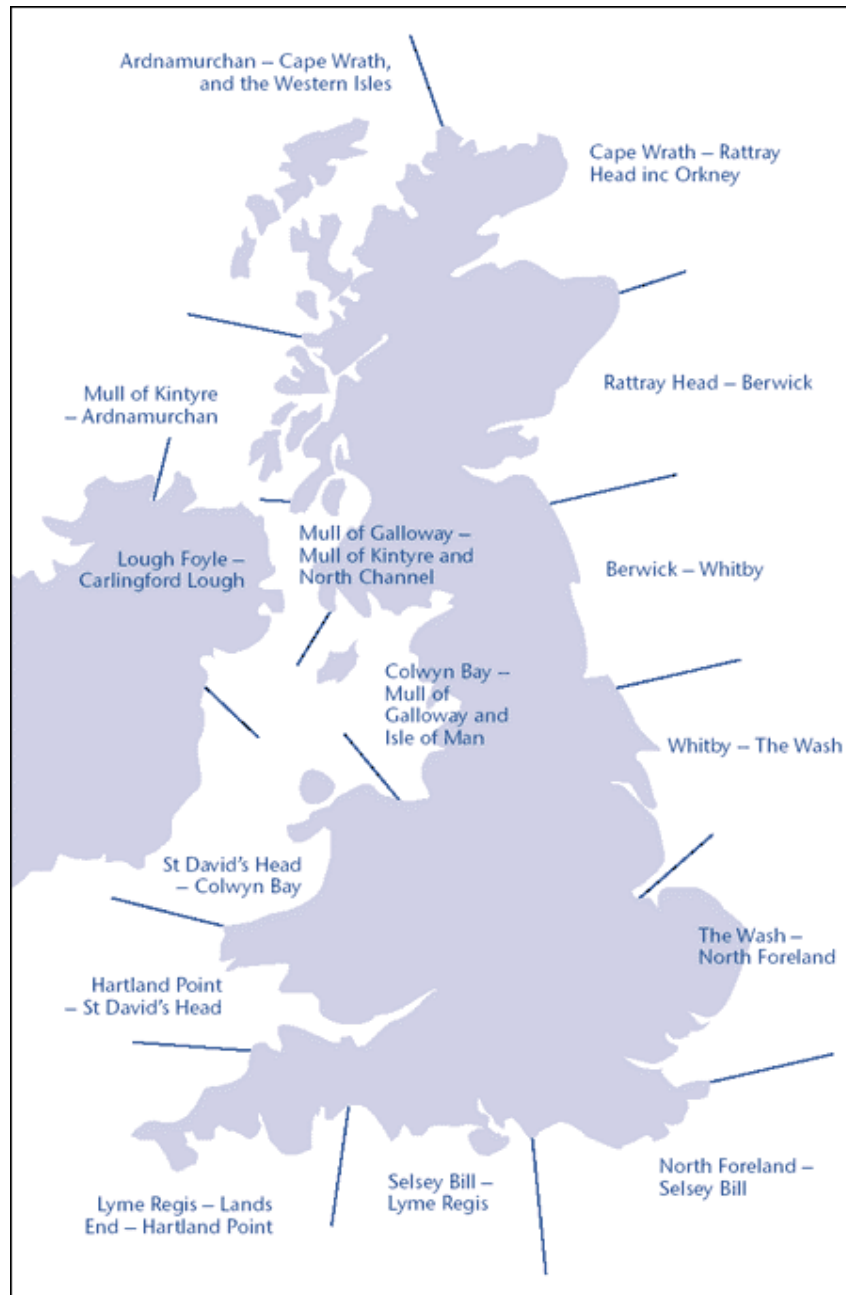 Ardnamurchan – Cape Wrath,
and the Western Isles
Cape Wrath – Rattray
Head inc Orkney
Rattray Head – Berwick
Mull of Kintyre
– Ardnamurchan
Mull of Galloway –
Mull of Kintyre and
North Channel
Lough Foyle –
Carlingford Lough
Berwick – Whitby
Colwyn Bay –
Mull of
Galloway and
Isle of Man
Whitby – The Wash
St David's Head
– Colwyn Bay
The Wash –
North Foreland
Hartland Point
– St David's Head
North Foreland –
Selsey Bill
Selsey Bill –
Lyme Regis
Lyme Regis – Lands
End – Hartland Point